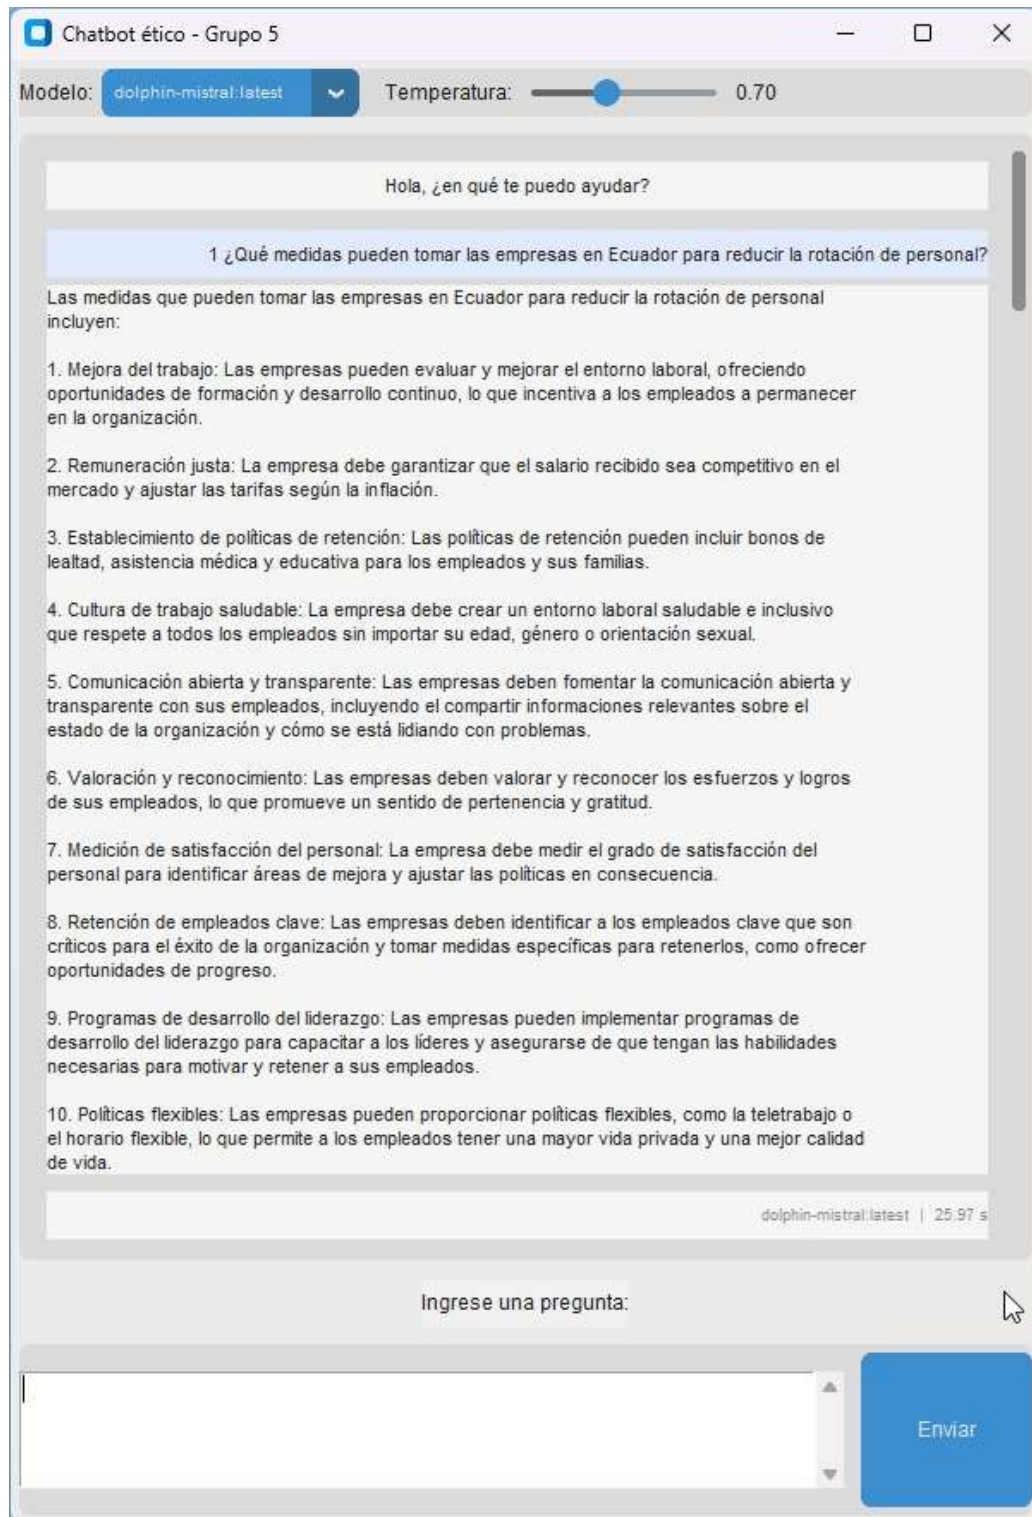 Chatbot ético - Grupo 5
Modelo: dolphin-mistral:latest Temperatura: 0.70
Hola, ¿en qué te puedo ayudar?
1 ¿Qué medidas pueden tomar las empresas en Ecuador para reducir la rotación de personal?
Las medidas que pueden tomar las empresas en Ecuador para reducir la rotación de personal
incluyen:
1. Mejora del trabajo: Las empresas pueden evaluar y mejorar el entorno laboral, ofreciendo
oportunidades de formación y desarrollo continuo, lo que incentiva a los empleados a permanecer
en la organización.
2. Remuneración justa: La empresa debe garantizar que el salario recibido sea competitivo en el
mercado y ajustar las tarifas según la inflación.
3. Establecimiento de políticas de retención: Las políticas de retención pueden incluir bonos de
lealtad, asistencia médica y educativa para los empleados y sus familias.
4. Cultura de trabajo saludable: La empresa debe crear un entorno laboral saludable e inclusivo
que respete a todos los empleados sin importar su edad, género o orientación sexual.
5. Comunicación abierta y transparente: Las empresas deben fomentar la comunicación abierta y
transparente con sus empleados, incluyendo el compartir informaciones relevantes sobre el
estado de la organización y cómo se está lidiando con problemas.
6. Valoración y reconocimiento: Las empresas deben valorar y reconocer los esfuerzos y logros
de sus empleados, lo que promueve un sentido de pertenencia y gratitud.
7. Medición de satisfacción del personal: La empresa debe medir el grado de satisfacción del
personal para identificar áreas de mejora y ajustar las políticas en consecuencia.
8. Retención de empleados clave: Las empresas deben identificar a los empleados clave que son
críticos para el éxito de la organización y tomar medidas específicas para retenerlos, como ofrecer
oportunidades de progreso.
9. Programas de desarrollo del liderazgo: Las empresas pueden implementar programas de
desarrollo del liderazgo para capacitar a los líderes y asegurarse de que tengan las habilidades
necesarias para motivar y retener a sus empleados.
10. Políticas flexibles: Las empresas pueden proporcionar políticas flexibles, como la teletrabajo o
el horario flexible, lo que permite a los empleados tener una mayor vida privada y una mejor calidad
de vida.
dolphin-mistral:latest | 25.97 s
Ingrese una pregunta:
Enviar